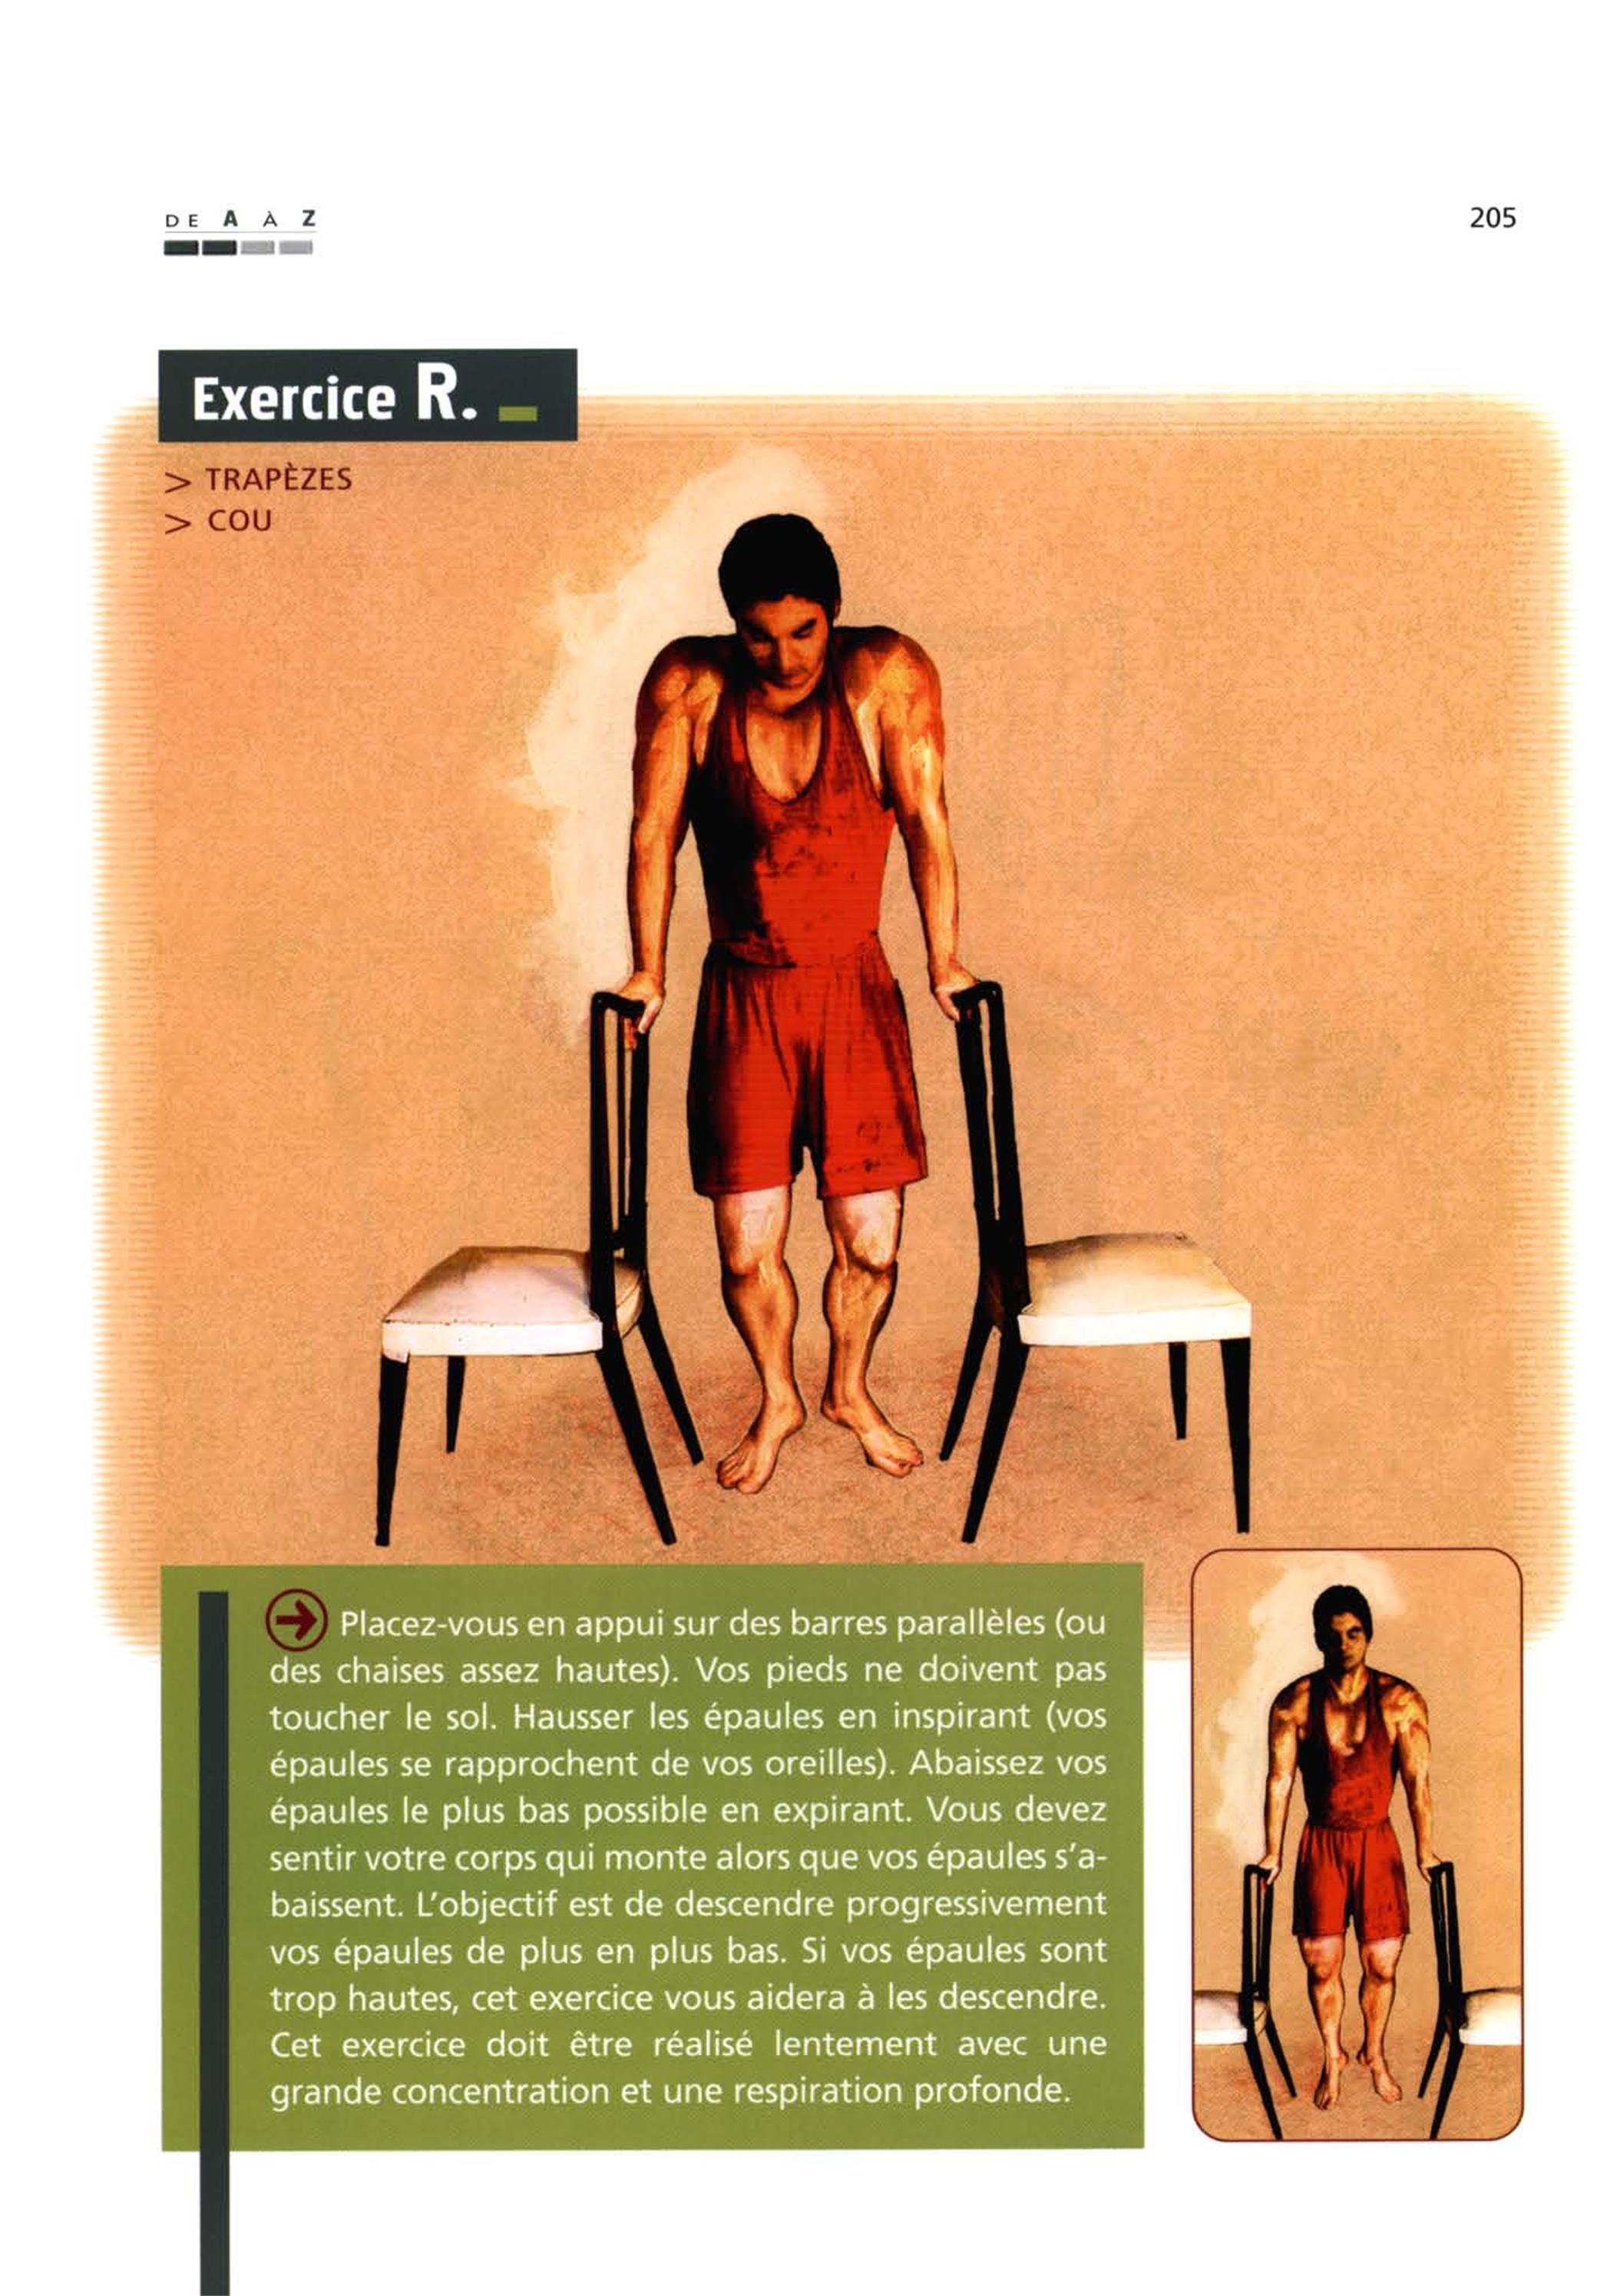 DE A À Z
205
Exercice R.
> TRAPÈZES
> COU
Placez-vous en appui sur des barres parallèles (ou
des chaises assez hautes). Vos pieds ne doivent pas
toucher le sol. Hausser les épaules en inspirant (vos
épaules se rapprochent de vos oreilles). Abaissez vos
épaules le plus bas possible en expirant. Vous devez
sentir votre corps qui monte alors que vos épaules s’a-
baissent. L’objectif est de descendre progressivement
vos épaules de plus en plus bas. Si vos épaules sont
trop hautes, cet exercice vous aidera à les descendre.
Cet exercice doit être réalisé lentement avec une
grande concentration et une respiration profonde.